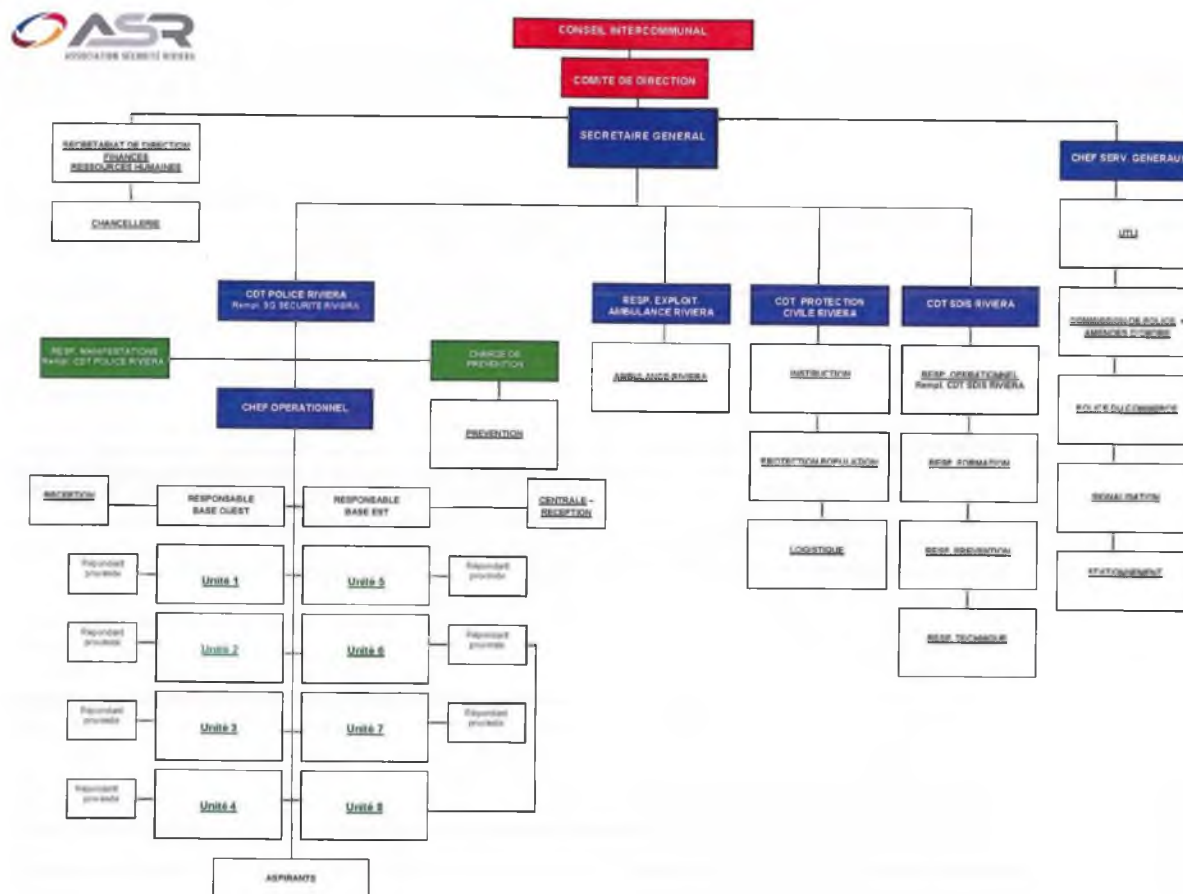 ASR
ASSOCIATION SÉCURITÉ RIVIERA
CONSEIL INTERCOMMUNAL
COMITE DE DIRECTION
SECRETAIRE GENERAL
SECRETARIAT DE DIRECTION
FINANCES
RESSOURCES HUMAINES
CHANCELLERIE
CHEF SERV. GENERAUX
UTLI
COMMISSION DE POLICE +
AMENDES D'ORDRE
POLICE DU COMMERCE
SIGNALISATION
STATIONNEMENT
CDT POLICE RIVIERA
Rempl. SG SECURITE RIVIERA
RESP. MANIFESTATIONS
Rempl. CDT POLICE RIVIERA
CHARGE DE
PREVENTION
CHEF OPERATIONNEL
PREVENTION
RESP. EXPLOIT.
AMBULANCE RIVIERA
AMBULANCE RIVIERA
CDT PROTECTION
CIVILE RIVIERA
INSTRUCTION
PROTECTION POPULATION
LOGISTIQUE
CDT SDIS RIVIERA
RESP. OPERATIONNEL
Rempl. CDT SDIS RIVIERA
RESP. FORMATION
RESP. PREVENTION
RESP. TECHNIQUE
RECEPTION
RESPONSABLE
BASE OUEST
RESPONSABLE
BASE EST
CENTRALE –
RECEPTION
Répondant
proximité
Unité 1
Unité 5
Répondant
proximité
Répondant
proximité
Unité 2
Unité 6
Répondant
proximité
Répondant
proximité
Unité 3
Unité 7
Répondant
proximité
Répondant
proximité
Unité 4
Unité 8
ASPIRANTS